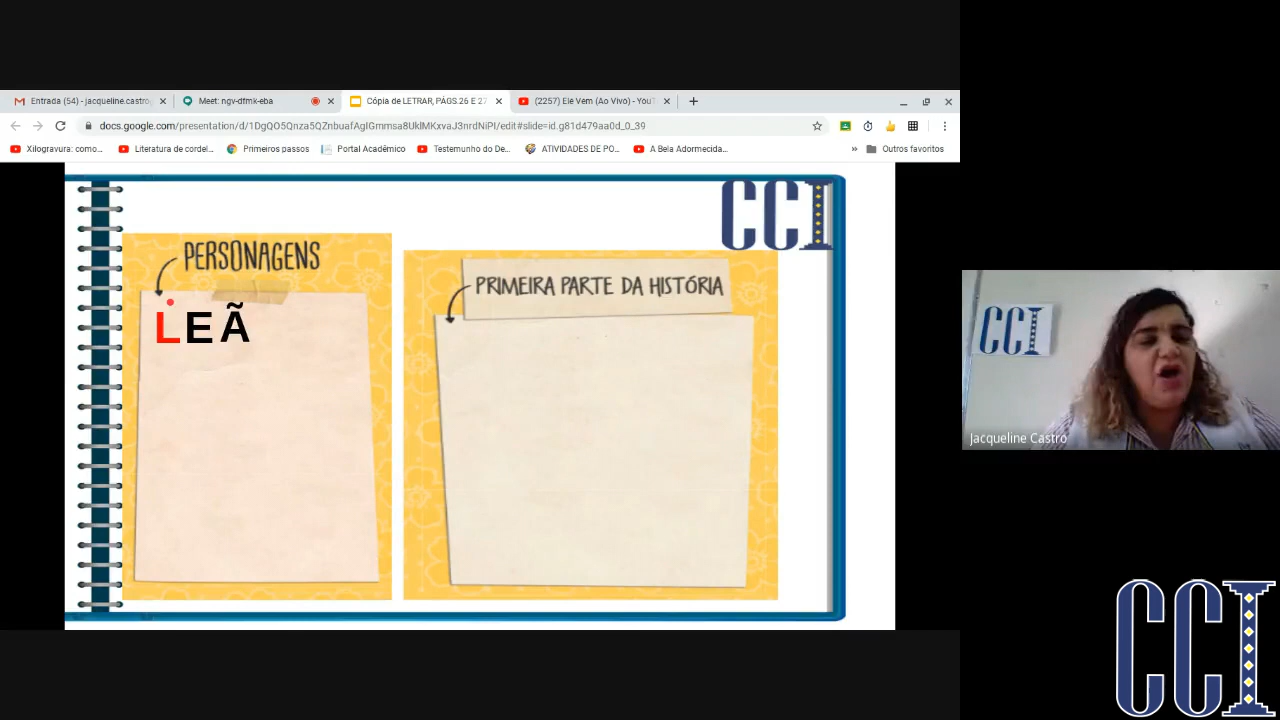 Entrada (54) - jacqueline.castro
Meet: ngv-dfmk-eba
Cópia de LETRAR, PÁGS.26 E 27
(2257) Ele Vem (Ao Vivo) - YouT
docs.google.com/presentation/d/1DgQO5Qnza5QZnbuafAgIGmmsa8UklMKxvaJ3nrdNiPI/edit#slide=id.g81d479aa0d_0_39
Xilogravura: como...
Literatura de cordel...
Primeiros passos
Portal Acadêmico
Testemunho do De...
ATIVIDADES DE PO...
A Bela Adormecida...
»
Outros favoritos
CCI
PERSONAGENS
LEÃ
PRIMEIRA PARTE DA HISTÓRIA
CCI
Jacqueline Castro
CCI